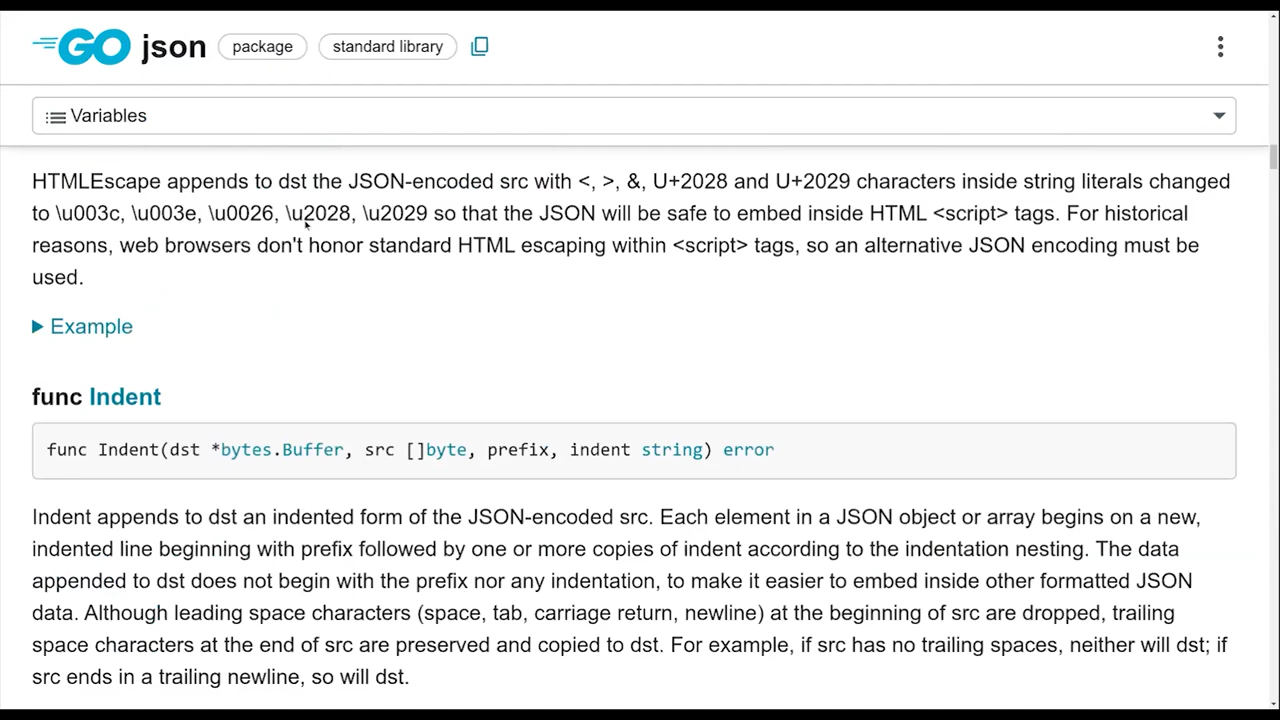 GO json package standard library
Variables
HTMLEscape appends to dst the JSON-encoded src with <, >, &, U+2028 and U+2029 characters inside string literals changed
to \u003c, \u003e, \u0026, \u2028, \u2029 so that the JSON will be safe to embed inside HTML <script> tags. For historical
reasons, web browsers don't honor standard HTML escaping within <script> tags, so an alternative JSON encoding must be
used.
Example
func Indent
func Indent(dst *bytes.Buffer, src []byte, prefix, indent string) error
Indent appends to dst an indented form of the JSON-encoded src. Each element in a JSON object or array begins on a new,
indented line beginning with prefix followed by one or more copies of indent according to the indentation nesting. The data
appended to dst does not begin with the prefix nor any indentation, to make it easier to embed inside other formatted JSON
data. Although leading space characters (space, tab, carriage return, newline) at the beginning of src are dropped, trailing
space characters at the end of src are preserved and copied to dst. For example, if src has no trailing spaces, neither will dst; if
src ends in a trailing newline, so will dst.